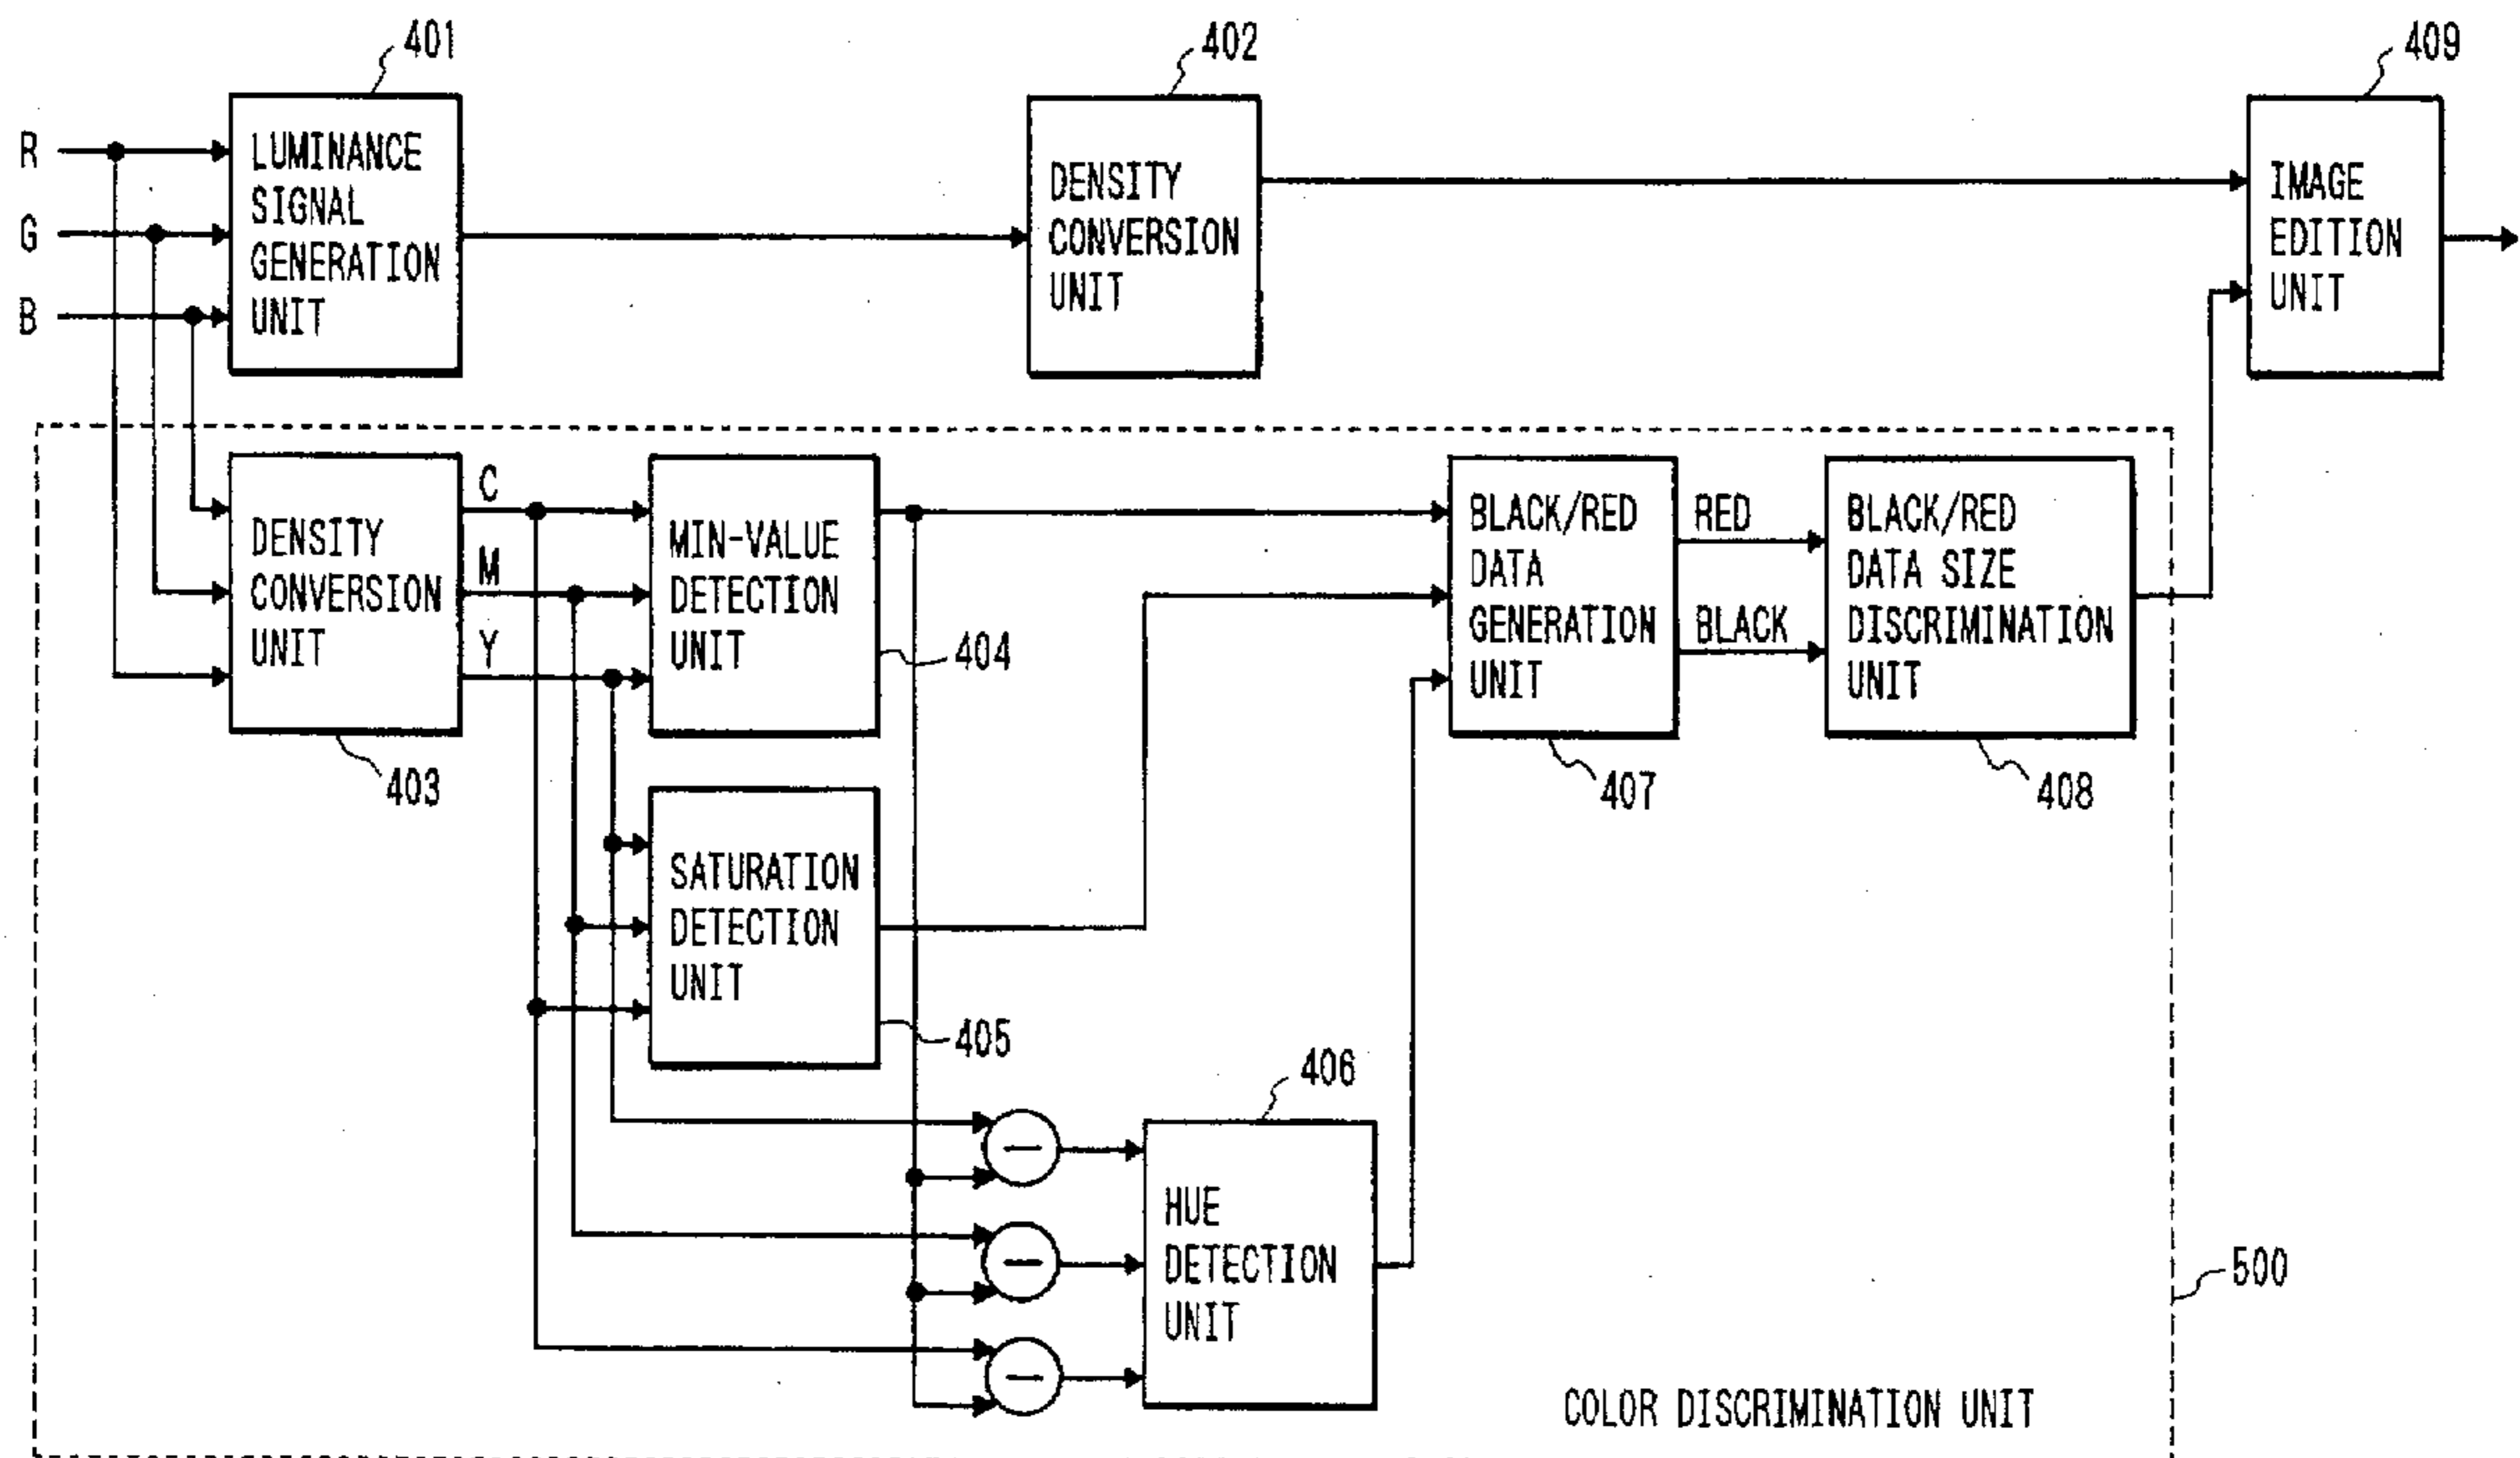 401
402
409
R
G
B
LUMINANCE
SIGNAL
GENERATION
UNIT
DENSITY
CONVERSION
UNIT
IMAGE
EDITION
UNIT
DENSITY
CONVERSION
UNIT
403
C
M
Y
MIN-VALUE
DETECTION
UNIT
404
BLACK/RED
DATA
GENERATION
UNIT
407
RED
BLACK
BLACK/RED
DATA SIZE
DISCRIMINATION
UNIT
408
SATURATION
DETECTION
UNIT
405
406
HUE
DETECTION
UNIT
500
COLOR DISCRIMINATION UNIT